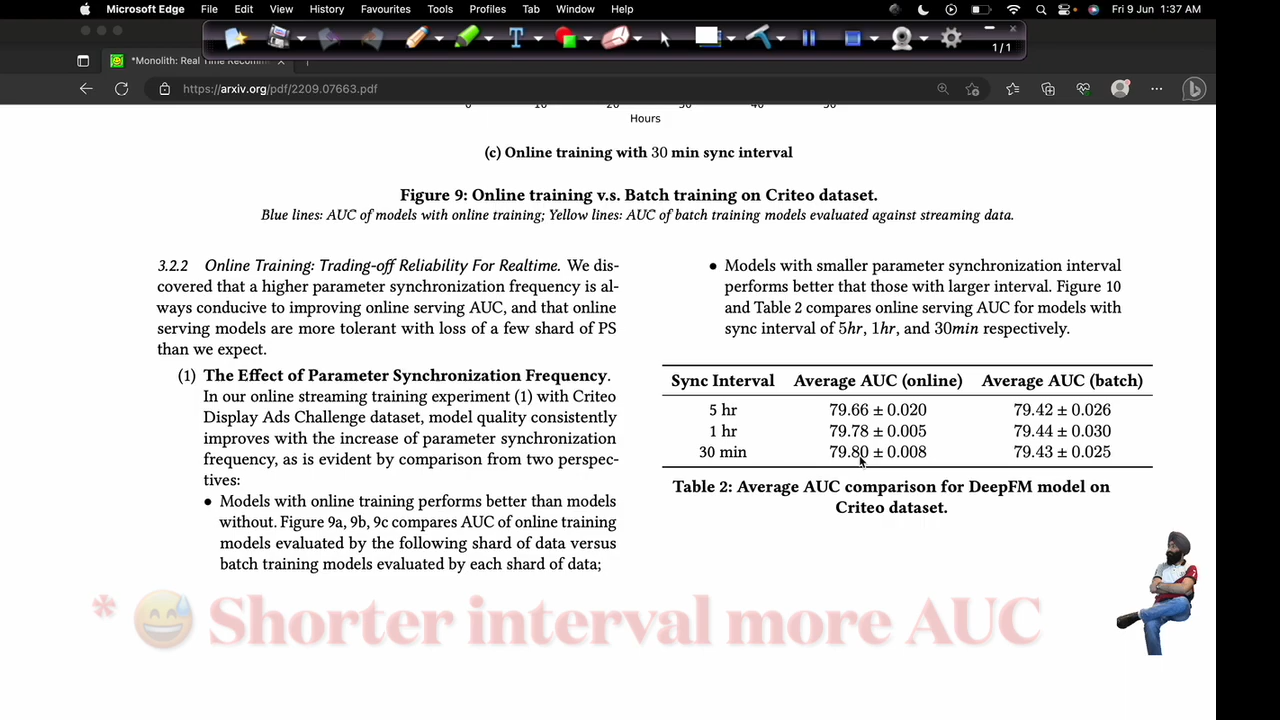 Microsoft Edge File Edit View History Favourites Tools Profiles Tab Window Help Fri 9 Jun 1:37 AM
1/1
*Monolith: Real Time Recomm
https://arxiv.org/pdf/2209.07663.pdf
0 10 30 40 50
Hours
(c) Online training with 30 min sync interval
Figure 9: Online training v.s. Batch training on Criteo dataset.
Blue lines: AUC of models with online training; Yellow lines: AUC of batch training models evaluated against streaming data.
3.2.2 Online Training: Trading-off Reliability For Realtime. We dis-
covered that a higher parameter synchronization frequency is al-
ways conducive to improving online serving AUC, and that online
serving models are more tolerant with loss of a few shard of PS
than we expect.
(1) The Effect of Parameter Synchronization Frequency.
In our online streaming training experiment (1) with Criteo
Display Ads Challenge dataset, model quality consistently
improves with the increase of parameter synchronization
frequency, as is evident by comparison from two perspec-
tives:
• Models with online training performs better than models
without. Figure 9a, 9b, 9c compares AUC of online training
models evaluated by the following shard of data versus
batch training models evaluated by each shard of data;
• Models with smaller parameter synchronization interval
performs better that those with larger interval. Figure 10
and Table 2 compares online serving AUC for models with
sync interval of 5hr, 1hr, and 30min respectively.
Sync Interval Average AUC (online) Average AUC (batch)
5 hr 79.66 ± 0.020 79.42 ± 0.026
1 hr 79.78 ± 0.005 79.44 ± 0.030
30 min 79.80 ± 0.008 79.43 ± 0.025
Table 2: Average AUC comparison for DeepFM model on
Criteo dataset.
* 😅 Shorter interval more AUC